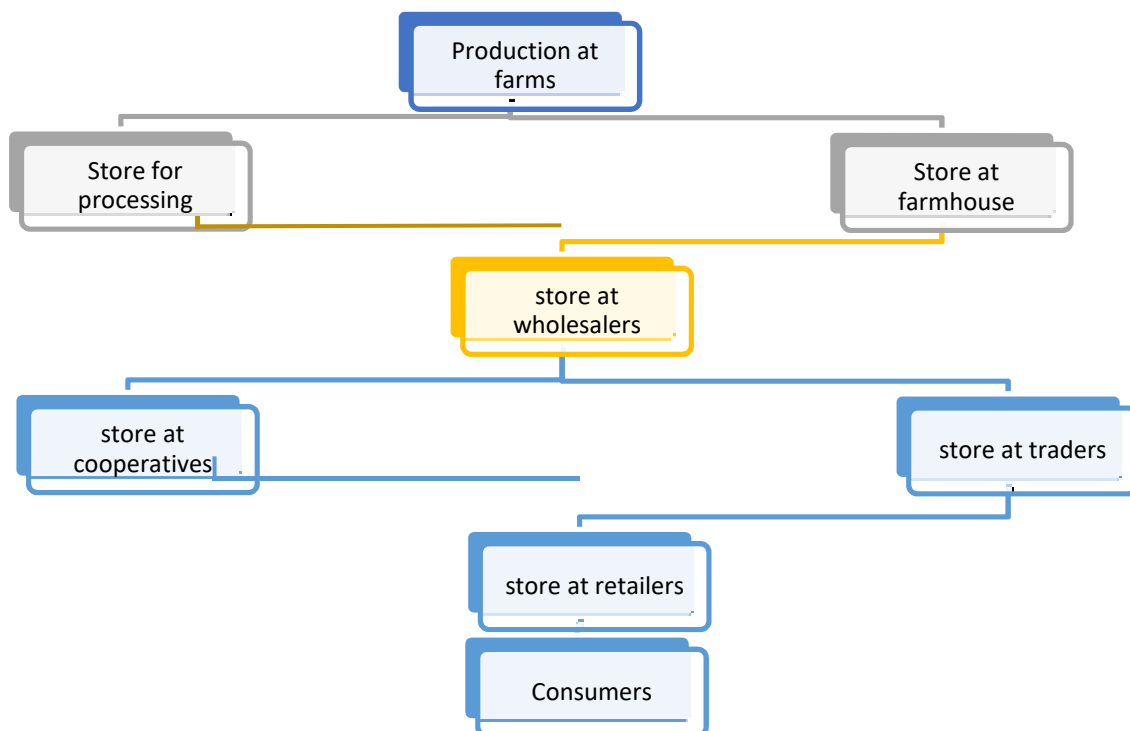 Production at
farms
Store for
processing
Store at
farmhouse
store at
wholesalers
store at
cooperatives
store at traders
store at retailers
Consumers